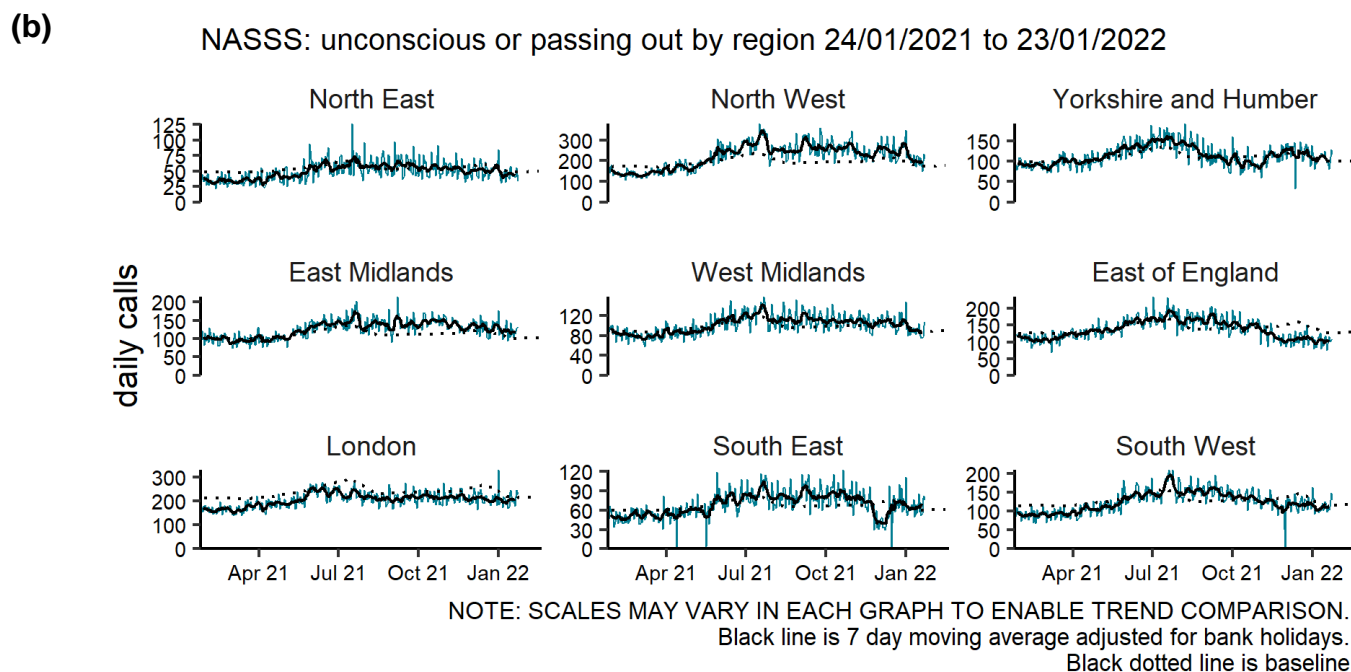 (b)
NASSS: unconscious or passing out by region 24/01/2021 to 23/01/2022
daily calls
North East
125
100
75
50
25
0
North West
300
200
100
0
Yorkshire and Humber
150
100
50
0
East Midlands
200
150
100
50
0
West Midlands
120
80
40
0
East of England
200
150
100
50
0
London
300
200
100
0
South East
120
90
60
30
0
South West
200
150
100
50
0
Apr 21 Jul 21 Oct 21 Jan 22
Apr 21 Jul 21 Oct 21 Jan 22
Apr 21 Jul 21 Oct 21 Jan 22
NOTE: SCALES MAY VARY IN EACH GRAPH TO ENABLE TREND COMPARISON.
Black line is 7 day moving average adjusted for bank holidays.
Black dotted line is baseline